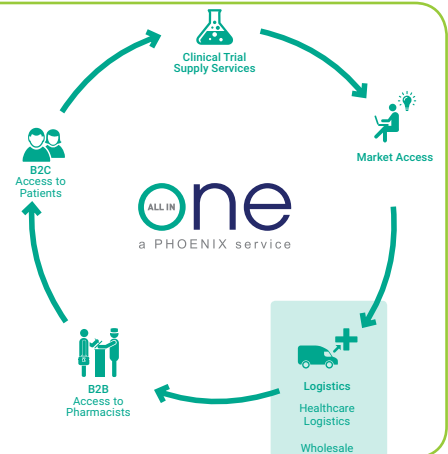 Clinical Trial
Supply Services
Market Access
B2C
Access to
Patients
ALL IN
one
a PHOENIX service
B2B
Access to
Pharmacists
Logistics
Healthcare
Logistics
Wholesale